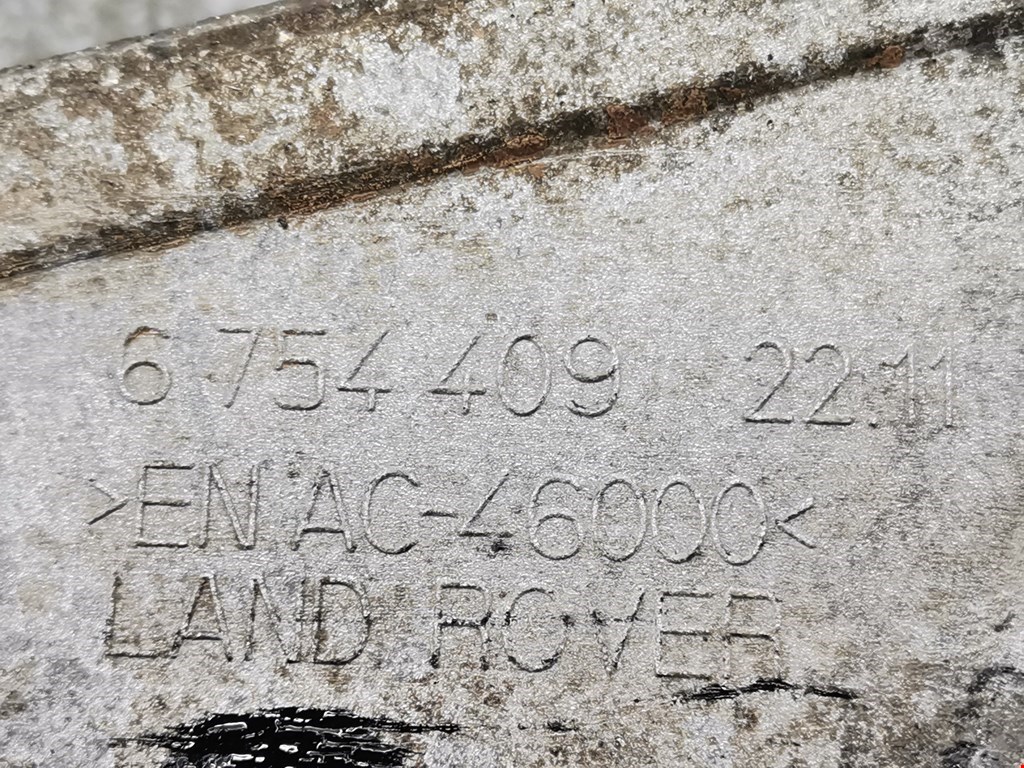 6 754 409 22.11
>EN AC-46000<
LAND ROVER